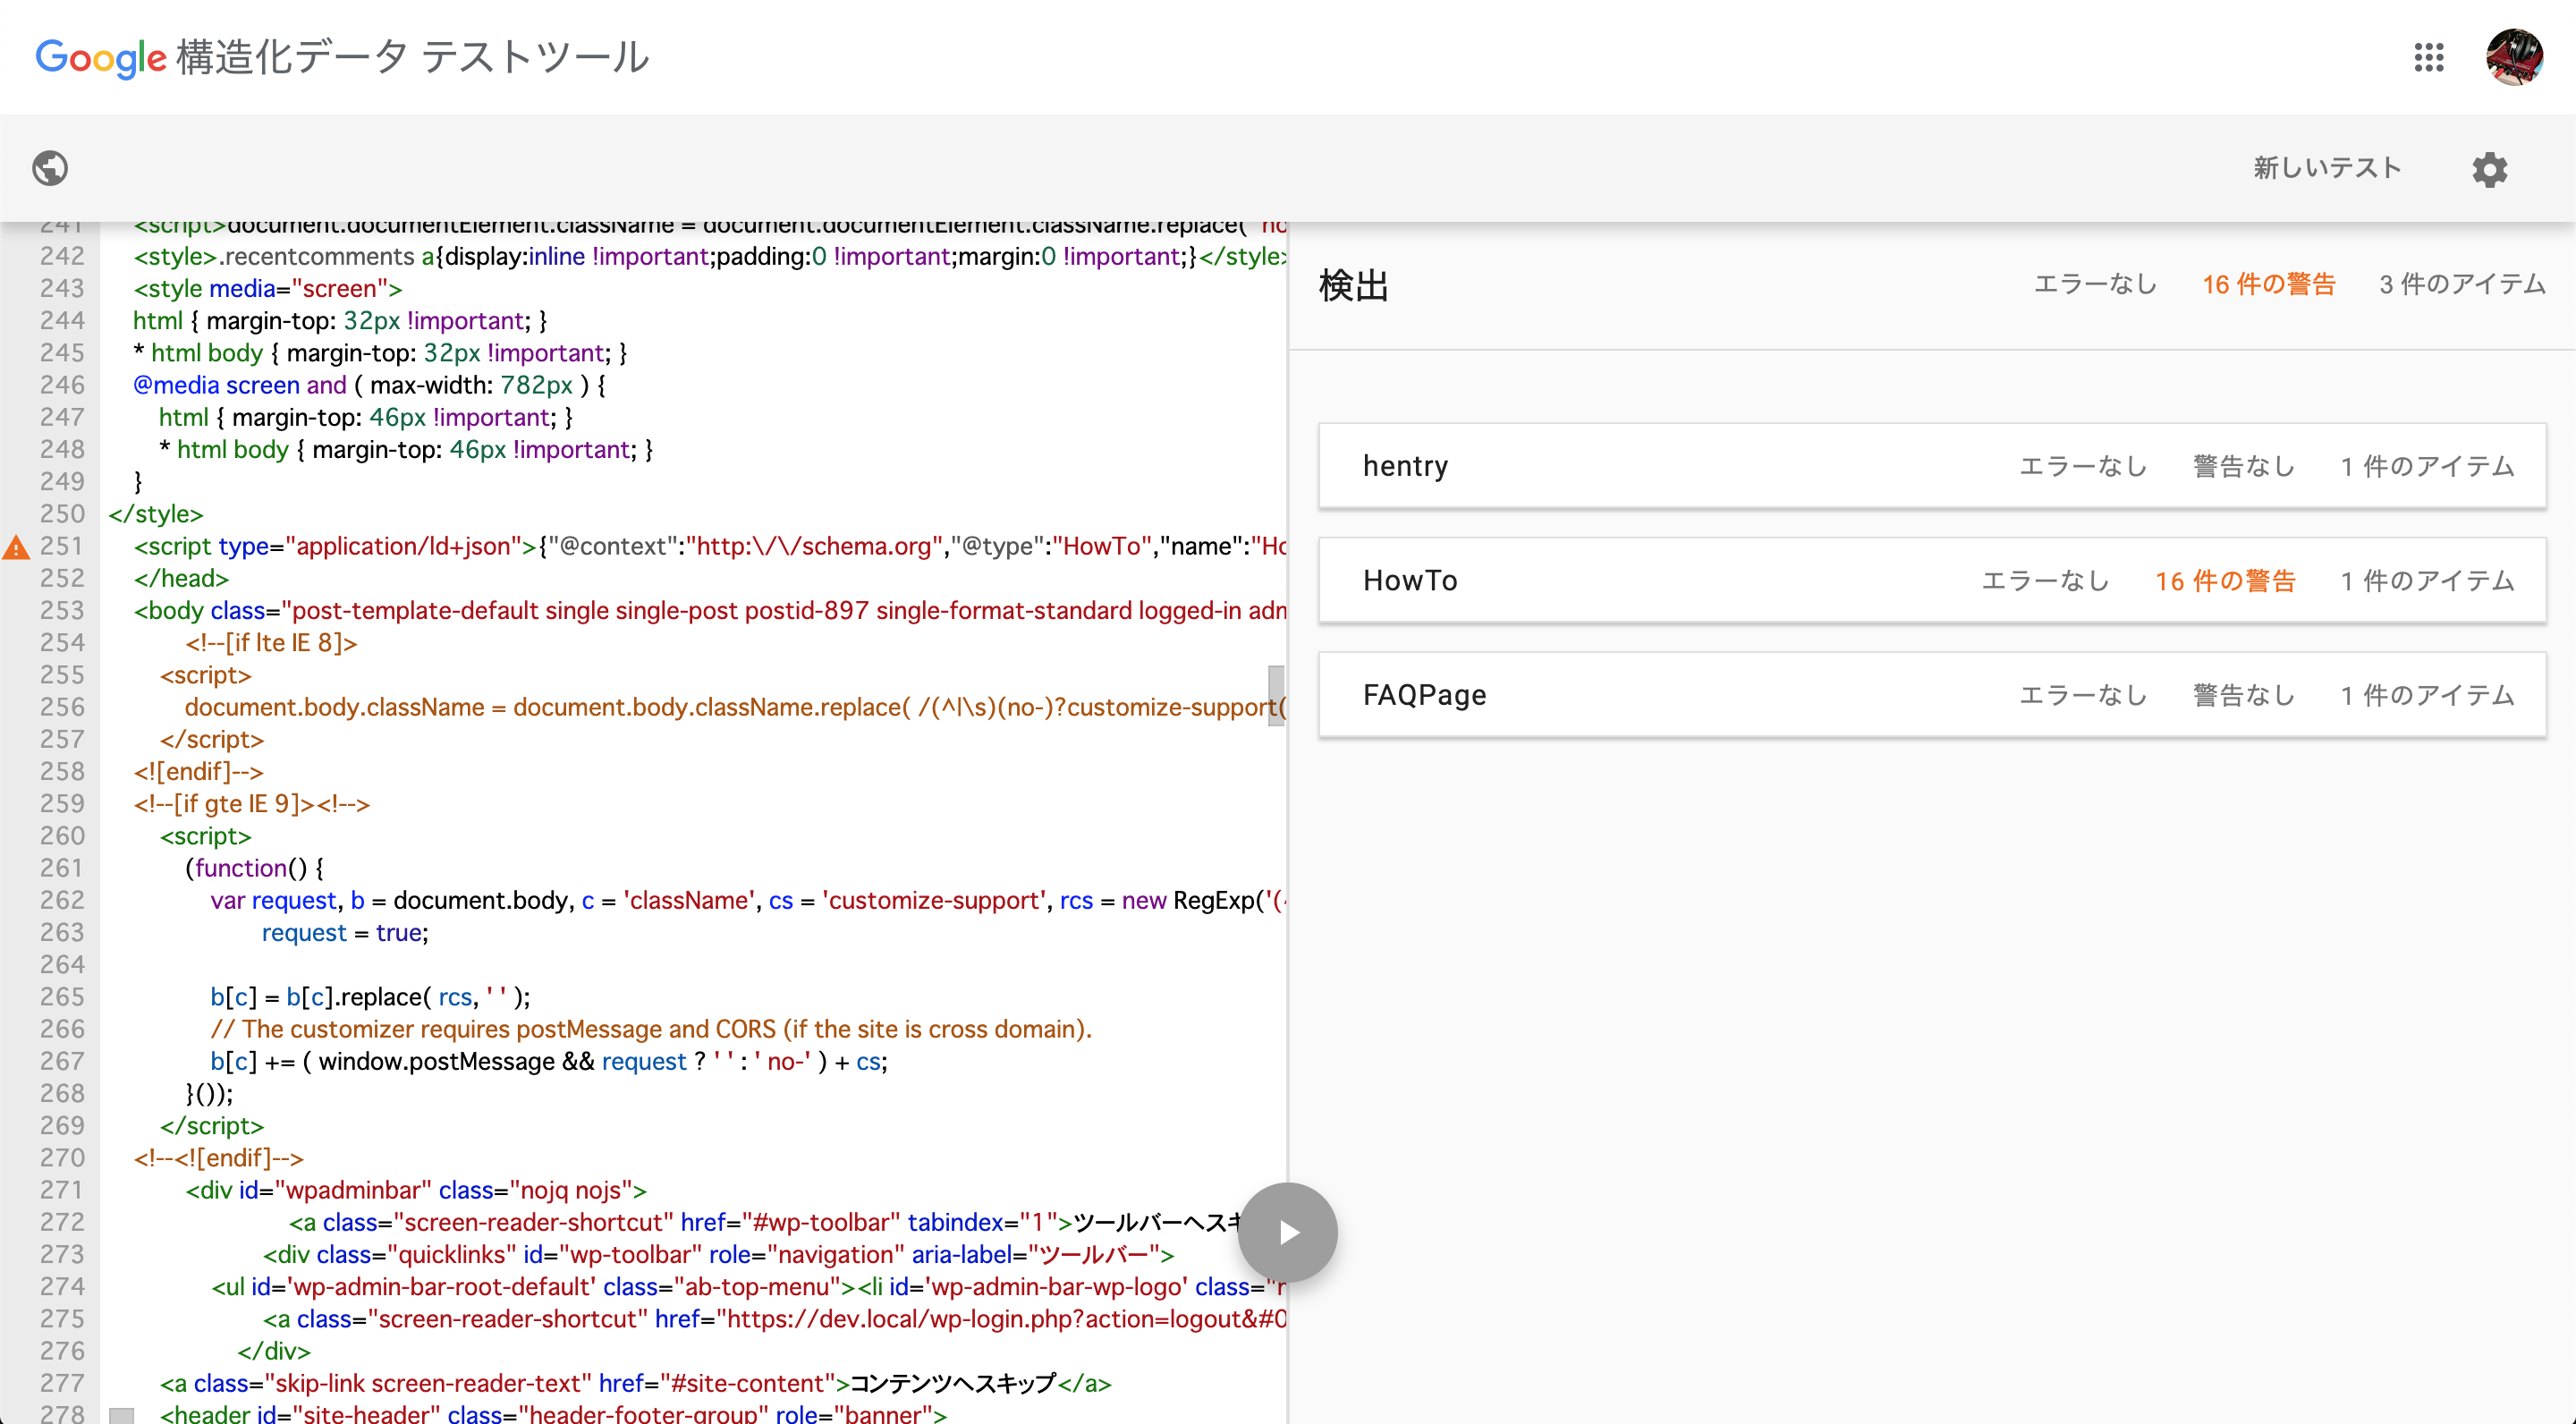 Google 構造化データ テストツール
新しいテスト
241 <script>document.documentElement.className = document.documentElement.className.replace( 'no
242 <style>.recentcomments a{display:inline !important;padding:0 !important;margin:0 !important;}</style>
243 <style media="screen">
244 html { margin-top: 32px !important; }
245 * html body { margin-top: 32px !important; }
246 @media screen and ( max-width: 782px ) {
247 html { margin-top: 46px !important; }
248 * html body { margin-top: 46px !important; }
249 }
250 </style>
251 <script type="application/ld+json">{"@context":"http:\/\/schema.org","@type":"HowTo","name":"Ho
252 </head>
253 <body class="post-template-default single single-post postid-897 single-format-standard logged-in adm
254 <!--[if lte IE 8]>
255 <script>
256 document.body.className = document.body.className.replace( /(^|\s)(no-)?customize-support(
257 </script>
258 <![endif]-->
259 <!--[if gte IE 9]><!-->
260 <script>
261 (function() {
262 var request, b = document.body, c = 'className', cs = 'customize-support', rcs = new RegExp('(^
263 request = true;
264
265 b[c] = b[c].replace( rcs, ' ' );
266 // The customizer requires postMessage and CORS (if the site is cross domain).
267 b[c] += ( window.postMessage && request ? ' ' : ' no-' ) + cs;
268 }());
269 </script>
270 <!--<![endif]-->
271 <div id="wpadminbar" class="nojq nojs">
272 <a class="screen-reader-shortcut" href="#wp-toolbar" tabindex="1">ツールバーへスキ
273 <div class="quicklinks" id="wp-toolbar" role="navigation" aria-label="ツールバー">
274 <ul id='wp-admin-bar-root-default' class="ab-top-menu"><li id='wp-admin-bar-wp-logo' class="
275 <a class="screen-reader-shortcut" href="https://dev.local/wp-login.php?action=logout&#0
276 </div>
277 <a class="skip-link screen-reader-text" href="#site-content">コンテンツへスキップ</a>
278 <header id="site-header" class="header-footer-group" role="banner">
検出 エラーなし 16 件の警告 3 件のアイテム
hentry エラーなし 警告なし 1 件のアイテム
HowTo エラーなし 16 件の警告 1 件のアイテム
FAQPage エラーなし 警告なし 1 件のアイテム